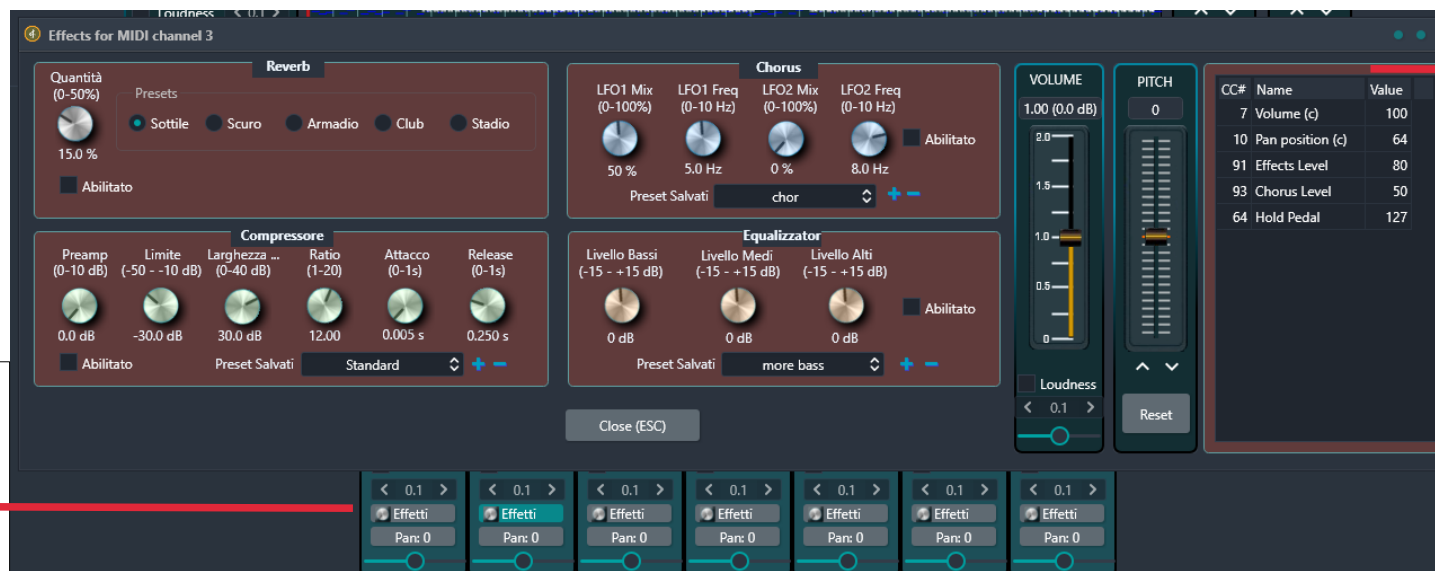 Loudness < 0.1 >
Effects for MIDI channel 3
Reverb
Quantità
(0-50%)
Presets
Sottile Scuro Armadio Club Stadio
15.0 %
Abilitato
Chorus
LFO1 Mix LFO1 Freq LFO2 Mix LFO2 Freq
(0-100%) (0-10 Hz) (0-100%) (0-10 Hz)
Abilitato
50 % 5.0 Hz 0 % 8.0 Hz
Preset Salvati chor + −
Compressore
Preamp Limite Larghezza ... Ratio Attacco Release
(0-10 dB) (-50 - -10 dB) (0-40 dB) (1-20) (0-1s) (0-1s)
0.0 dB -30.0 dB 30.0 dB 12.00 0.005 s 0.250 s
Abilitato Preset Salvati Standard + −
Equalizzator
Livello Bassi Livello Medi Livello Alti
(-15 - +15 dB) (-15 - +15 dB) (-15 - +15 dB)
Abilitato
0 dB 0 dB 0 dB
Preset Salvati more bass + −
Close (ESC)
VOLUME
1.00 (0.0 dB)
2.0
1.5
1.0
0.5
0
Loudness
< 0.1 >
PITCH
0
Reset
CC# Name Value
7 Volume (c) 100
10 Pan position (c) 64
91 Effects Level 80
93 Chorus Level 50
64 Hold Pedal 127
< 0.1 > < 0.1 > < 0.1 > < 0.1 > < 0.1 > < 0.1 > < 0.1 >
Effetti Effetti Effetti Effetti Effetti Effetti Effetti
Pan: 0 Pan: 0 Pan: 0 Pan: 0 Pan: 0 Pan: 0 Pan: 0